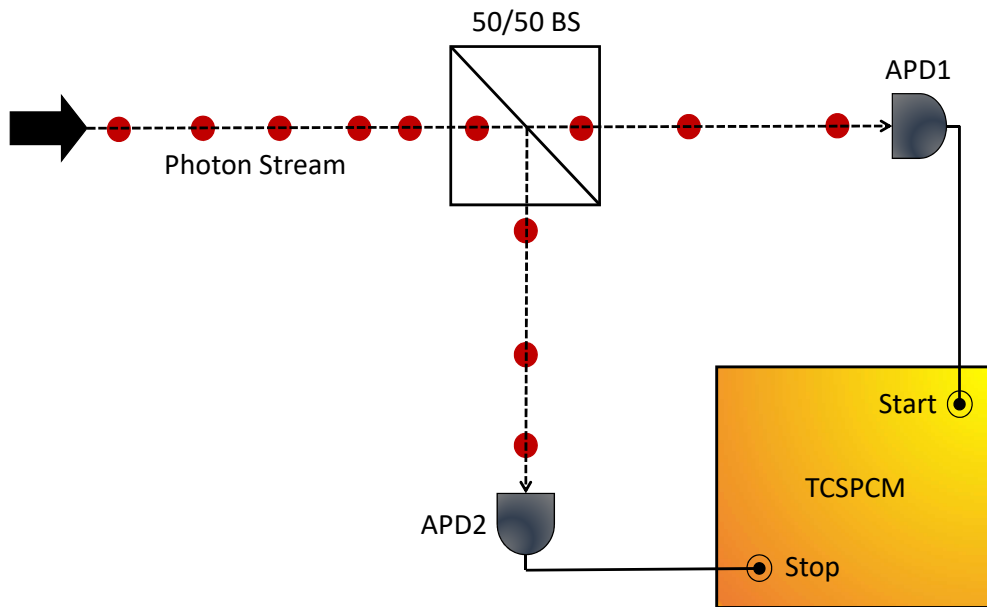 50/50 BS
APD1
Photon Stream
Start
TCSPCM
APD2
Stop